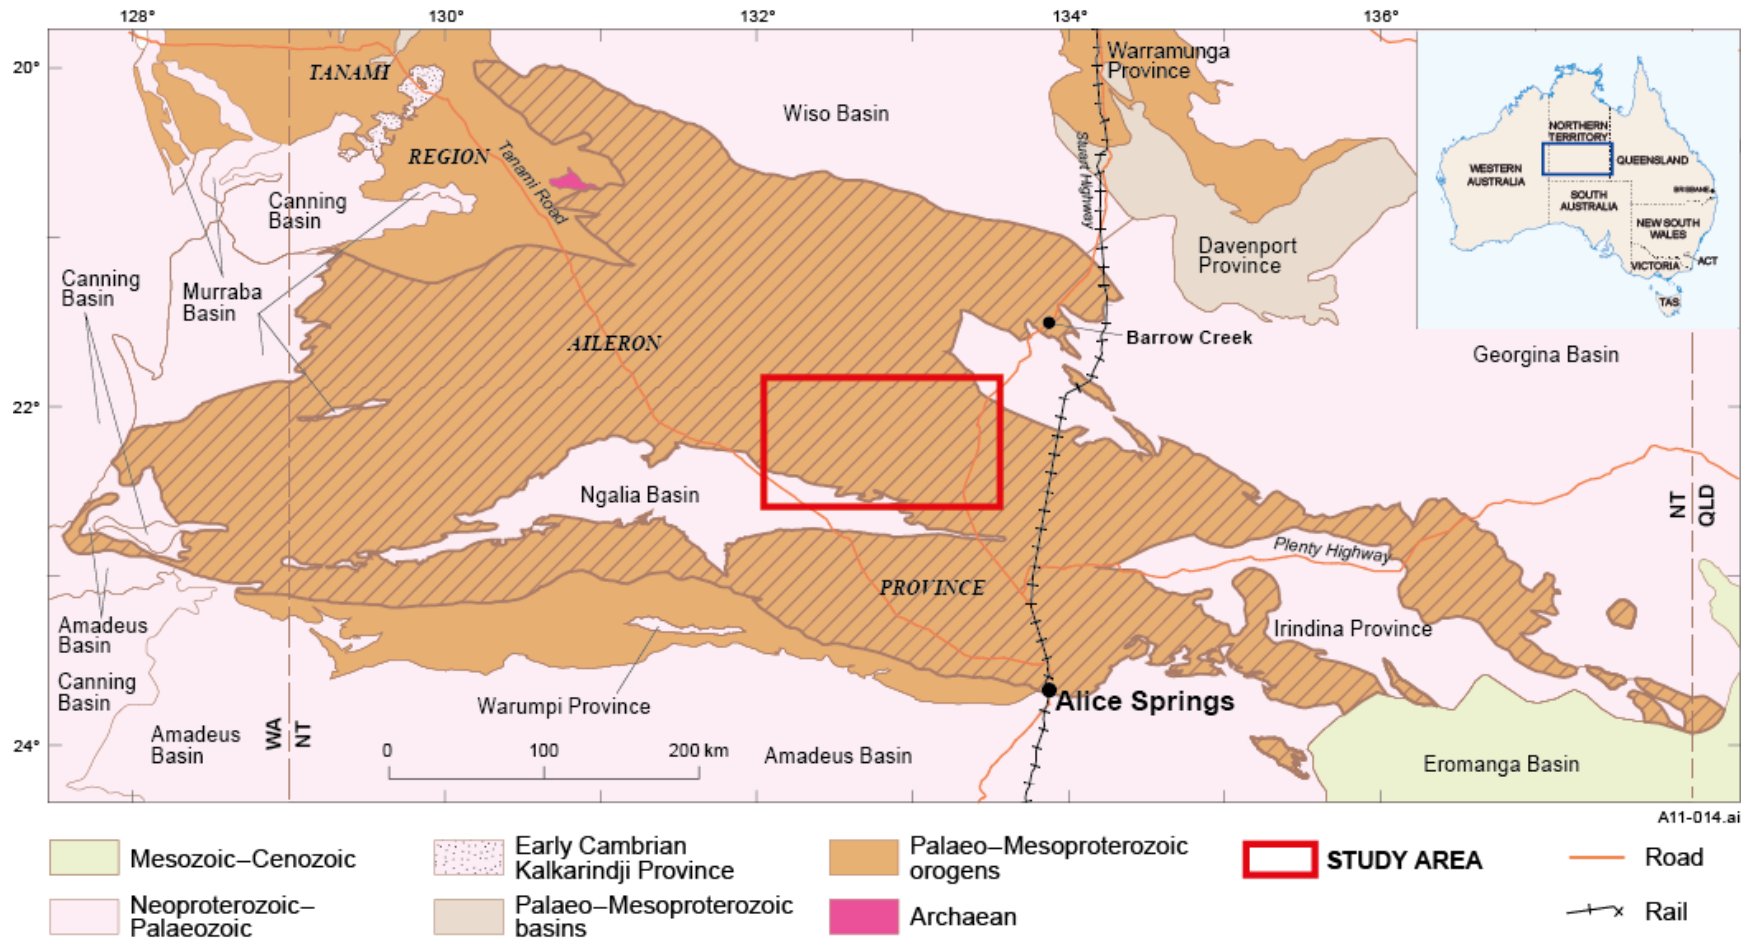 128°
130°
132°
134°
136°
20°
22°
24°
TANAMI
REGION
Tanami Road
Wiso Basin
Warramunga
Province
Stuart Highway
Davenport
Province
Canning
Basin
Canning
Basin
Murraba
Basin
AILERON
Barrow Creek
Georgina Basin
Ngalia Basin
NT
QLD
Plenty Highway
PROVINCE
Irindina Province
Amadeus
Basin
Canning
Basin
Warumpi Province
Alice Springs
WA
NT
Amadeus
Basin
0
100
200 km
Amadeus Basin
Eromanga Basin
NORTHERN
TERRITORY
WESTERN
AUSTRALIA
QUEENSLAND
BRISBANE
SOUTH
AUSTRALIA
NEW SOUTH
WALES
VICTORIA
ACT
TAS
A11-014.ai
Mesozoic–Cenozoic
Neoproterozoic–
Palaeozoic
Early Cambrian
Kalkarindji Province
Palaeo–Mesoproterozoic
basins
Palaeo–Mesoproterozoic
orogens
Archaean
STUDY AREA
Road
Rail